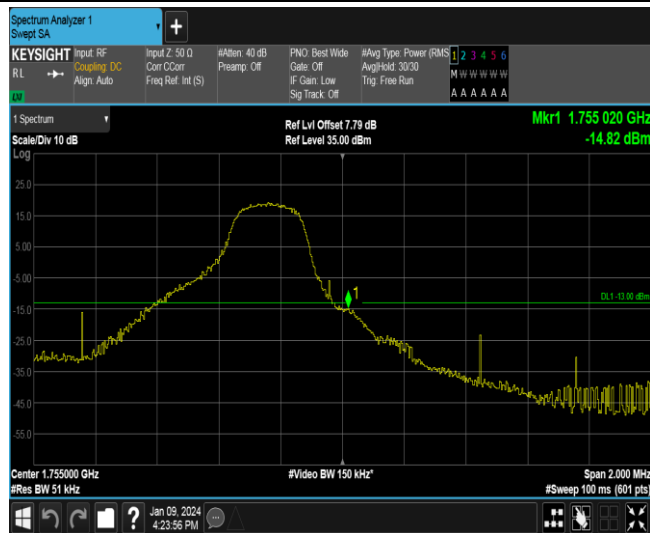 Spectrum Analyzer 1
Swept SA
+
KEYSIGHT
RL
LXI
Input: RF
Coupling: DC
Align: Auto
Input Z: 50 Ω
Corr CCorr
Freq Ref: Int (S)
#Atten: 40 dB
Preamp: Off
PNO: Best Wide
Gate: Off
IF Gain: Low
Sig Track: Off
#Avg Type: Power (RMS
Avg|Hold: 30/30
Trig: Free Run
1 2 3 4 5 6
M W W W W W
A A A A A A
1 Spectrum
Scale/Div 10 dB
Log
Ref Lvl Offset 7.79 dB
Ref Level 35.00 dBm
Mkr1 1.755 020 GHz
-14.82 dBm
25.0
15.0
5.00
-5.00
-15.0
-25.0
-35.0
-45.0
-55.0
1
DL1 -13.00 dBm
Center 1.755000 GHz
#Res BW 51 kHz
#Video BW 150 kHz*
Span 2.000 MHz
#Sweep 100 ms (601 pts)
?
Jan 09, 2024
4:23:56 PM